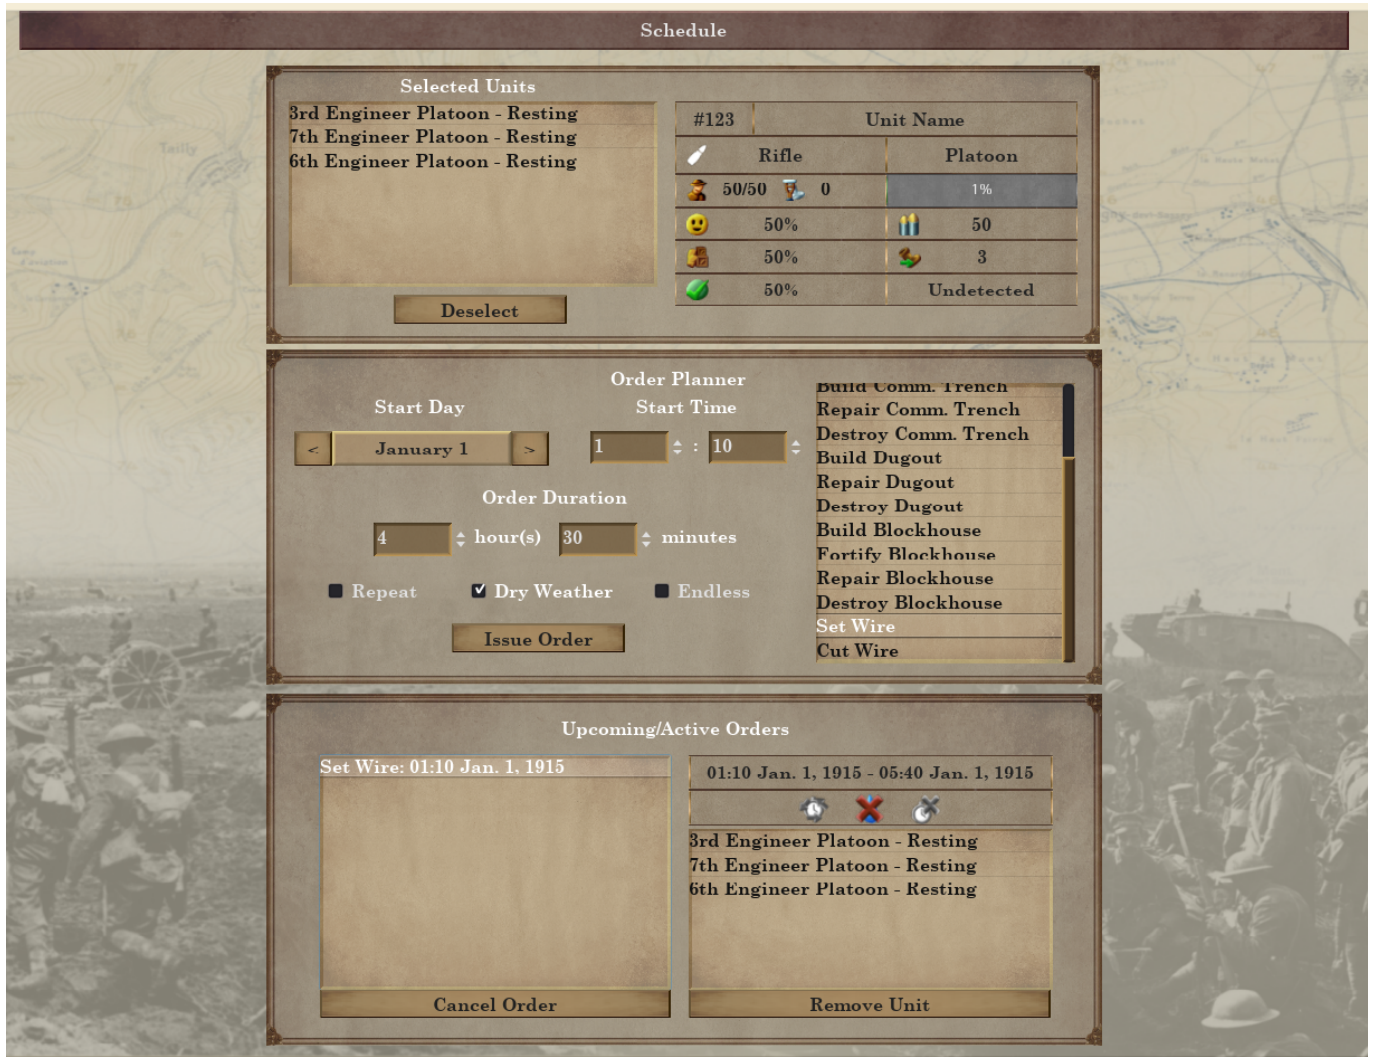 Schedule
Selected Units
3rd Engineer Platoon - Resting
7th Engineer Platoon - Resting
6th Engineer Platoon - Resting
Deselect
#123 Unit Name
Rifle Platoon
50/50 0 1%
50% 50
50% 3
50% Undetected
Order Planner
Start Day Start Time
< January 1 > 1 : 10
Order Duration
4 hour(s) 30 minutes
Repeat Dry Weather Endless
Issue Order
Build Comm. Trench
Repair Comm. Trench
Destroy Comm. Trench
Build Dugout
Repair Dugout
Destroy Dugout
Build Blockhouse
Fortify Blockhouse
Repair Blockhouse
Destroy Blockhouse
Set Wire
Cut Wire
Upcoming/Active Orders
Set Wire: 01:10 Jan. 1, 1915
Cancel Order
01:10 Jan. 1, 1915 - 05:40 Jan. 1, 1915
3rd Engineer Platoon - Resting
7th Engineer Platoon - Resting
6th Engineer Platoon - Resting
Remove Unit
Tailly